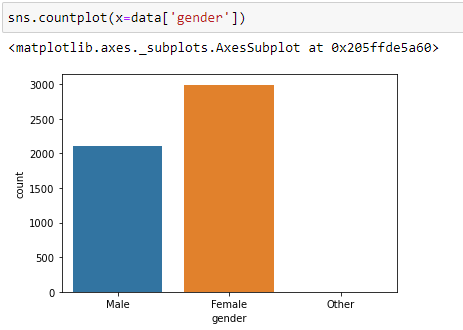 sns.countplot(x=data['gender'])
<matplotlib.axes._subplots.AxesSubplot at 0x205ffde5a60>
3000
2500
2000
1500
1000
500
0
count
Male Female Other
gender